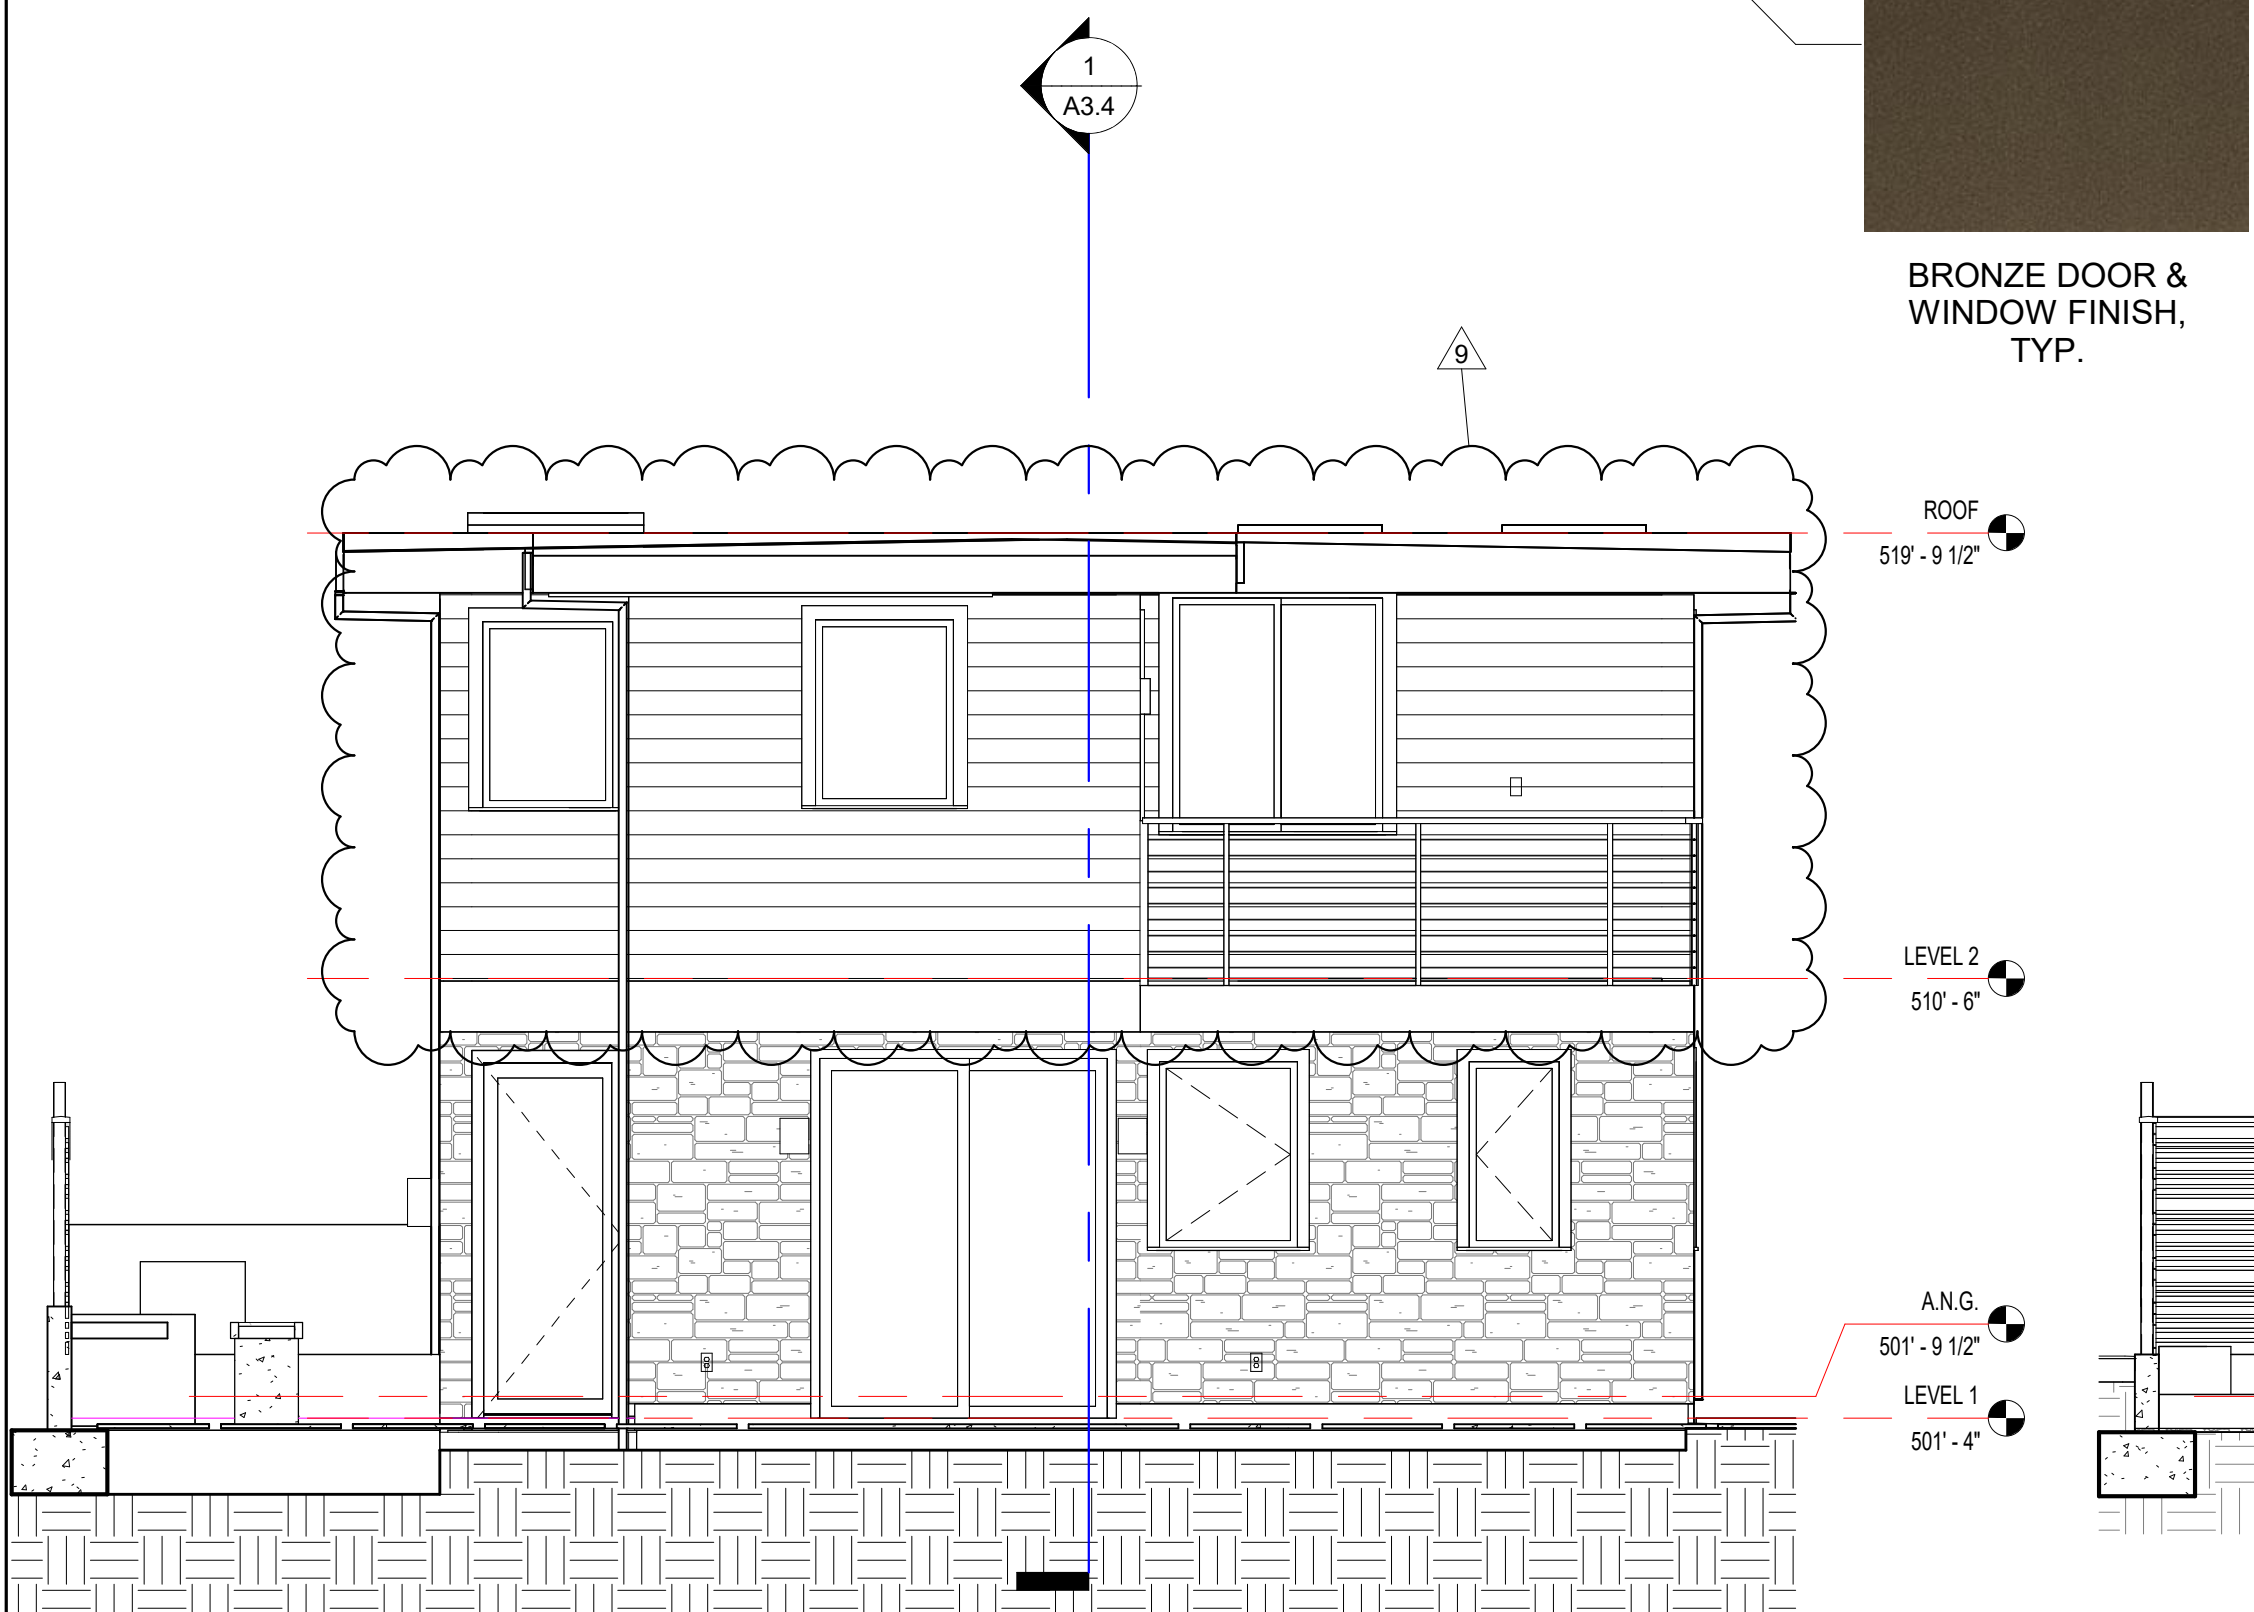 1
A3.4
BRONZE DOOR &
WINDOW FINISH,
TYP.
9
ROOF
519' - 9 1/2"
LEVEL 2
510' - 6"
A.N.G.
501' - 9 1/2"
LEVEL 1
501' - 4"